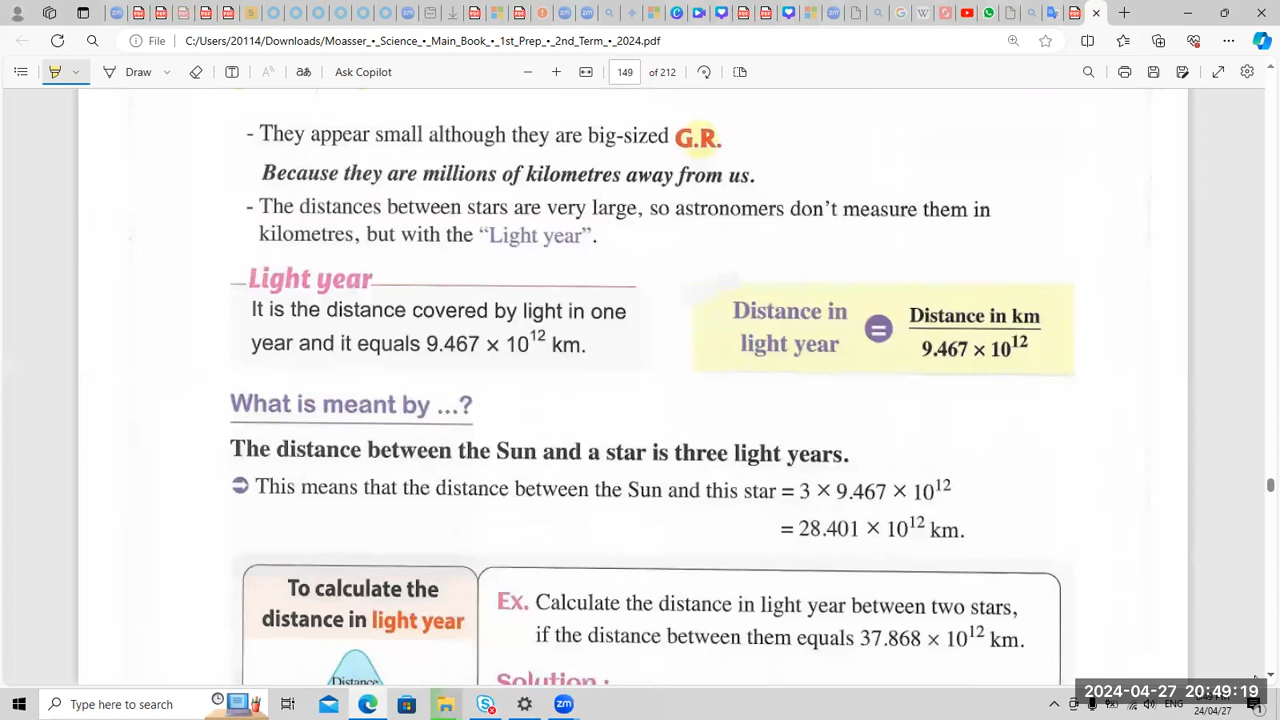 File
C:/Users/20114/Downloads/Moasser_•_Science_•_Main_Book_•_1st_Prep_•_2nd_Term_•_2024.pdf
Draw
Ask Copilot
149 of 212
- They appear small although they are big-sized G.R.
Because they are millions of kilometres away from us.
- The distances between stars are very large, so astronomers don't measure them in
kilometres, but with the "Light year".
Light year
It is the distance covered by light in one
year and it equals 9.467 × 10¹² km.
Distance in
light year
=
Distance in km
9.467 × 10¹²
What is meant by ...?
The distance between the Sun and a star is three light years.
This means that the distance between the Sun and this star = 3 × 9.467 × 10¹²
= 28.401 × 10¹² km.
To calculate the
distance in light year
Distance
Ex. Calculate the distance in light year between two stars,
if the distance between them equals 37.868 × 10¹² km.
Solution :
Type here to search
ENG
2024-04-27 20:49:19
24/04/27